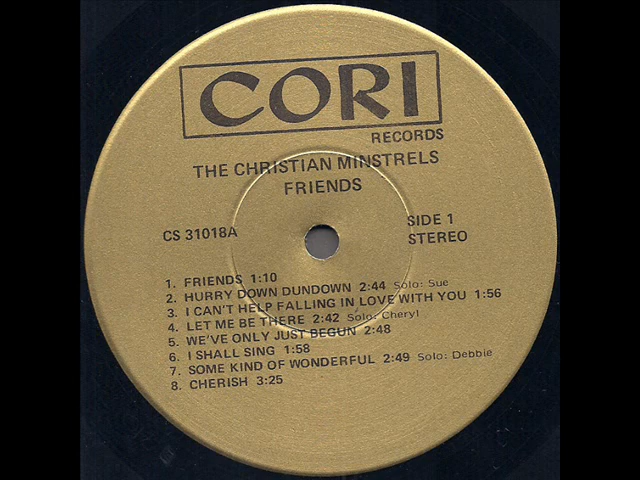 CORI
RECORDS
THE CHRISTIAN MINSTRELS
FRIENDS
CS 31018A
SIDE 1
STEREO
1. FRIENDS 1:10
2. HURRY DOWN DUNDOWN 2:44 Solo: Sue
3. I CAN'T HELP FALLING IN LOVE WITH YOU 1:56
4. LET ME BE THERE 2:42 Solo: Cheryl
5. WE'VE ONLY JUST BEGUN 2:48
6. I SHALL SING 1:58
7. SOME KIND OF WONDERFUL 2:49 Solo: Debbie
8. CHERISH 3:25